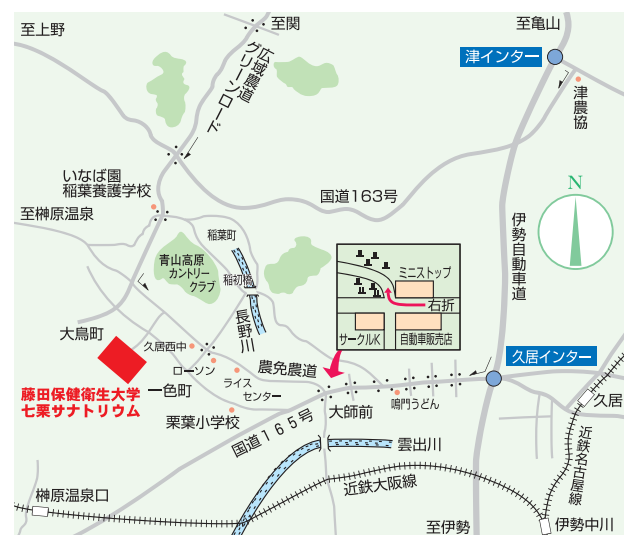 至上野
至関
至亀山
津インター
津農協
広域農道
グリーンロード
いなば園
稲葉養護学校
至榊原温泉
国道163号
N
伊勢自動車道
稲葉町
青山高原
カントリー
クラブ
稲初橋
長野川
ミニストップ
右折
サークルK
自動車販売店
大鳥町
久居西中
ローソン
農免農道
久居インター
藤田保健衛生大学
七栗サナトリウム
一色町
ライス
センター
大師前
鳴門うどん
久居
栗葉小学校
国道165号
雲出川
近鉄名古屋線
近鉄大阪線
榊原温泉口
至伊勢
伊勢中川